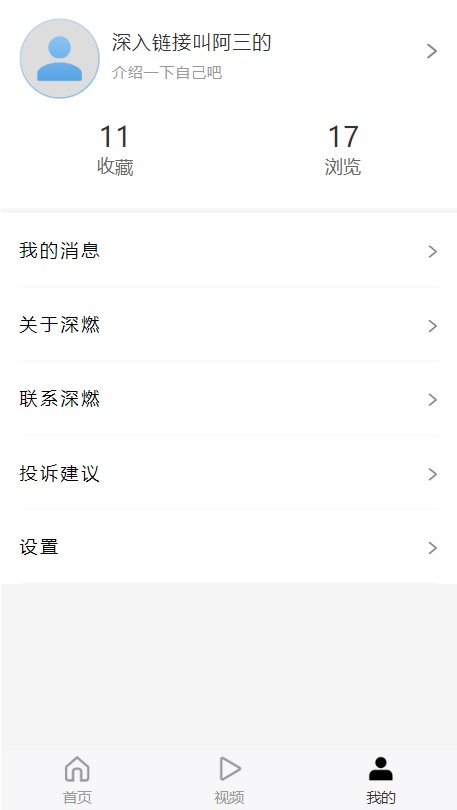 深入链接叫阿三的
介绍一下自己吧
11 17
收藏 浏览
我的消息
关于深燃
联系深燃
投诉建议
设置
首页 视频 我的